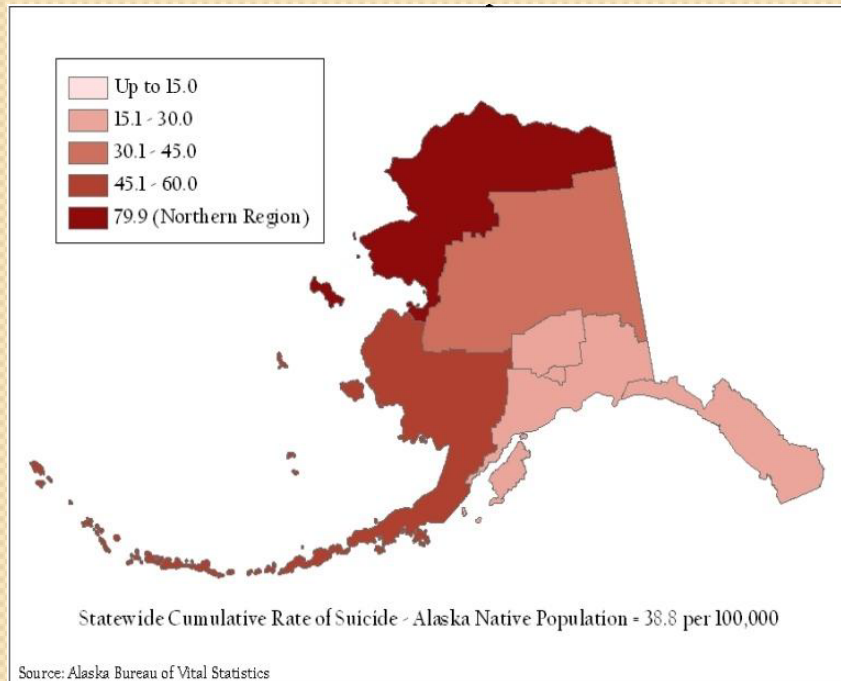 Up to 15.0
15.1 - 30.0
30.1 - 45.0
45.1 - 60.0
79.9 (Northern Region)
Statewide Cumulative Rate of Suicide - Alaska Native Population = 38.8 per 100,000
Source: Alaska Bureau of Vital Statistics